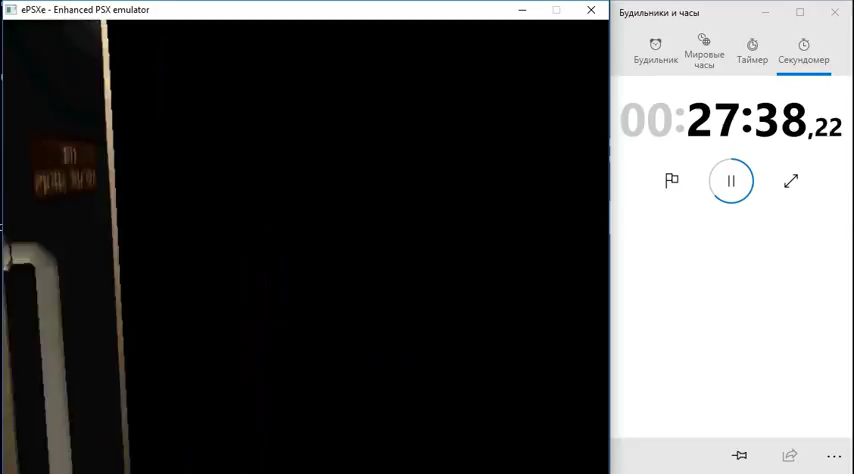 ePSXe - Enhanced PSX emulator
Будильники и часы
Будильник
Мировые
часы
Таймер
Секундомер
00:27:38,22